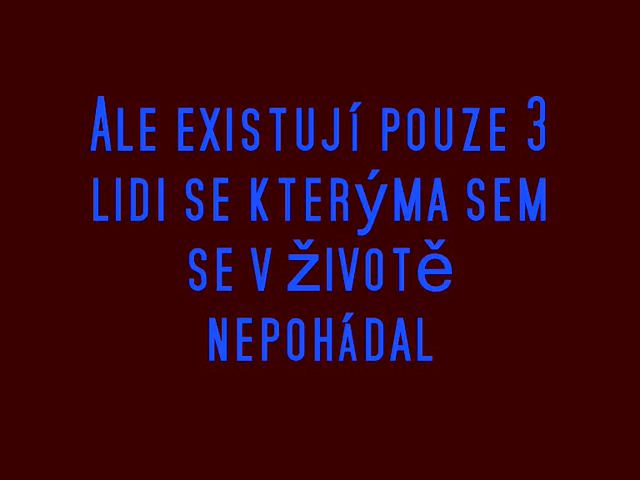 Ale existují pouze 3
lidi se kterýma sem
se v životě
nepohádal